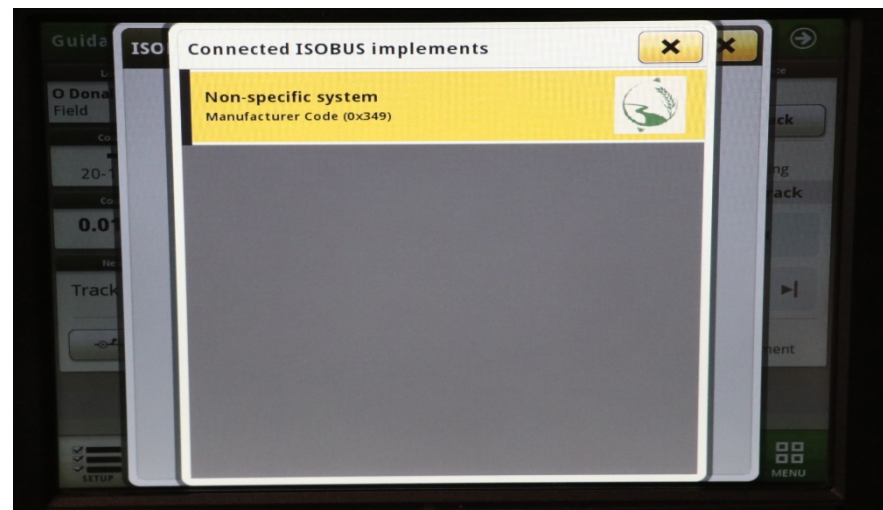 Guida
ISO
Connected ISOBUS implements
Non-specific system
Manufacturer Code (0x349)
O Dona
Field
20-1
0.01
Track
SETUP
ack
ng
ack
ment
MENU